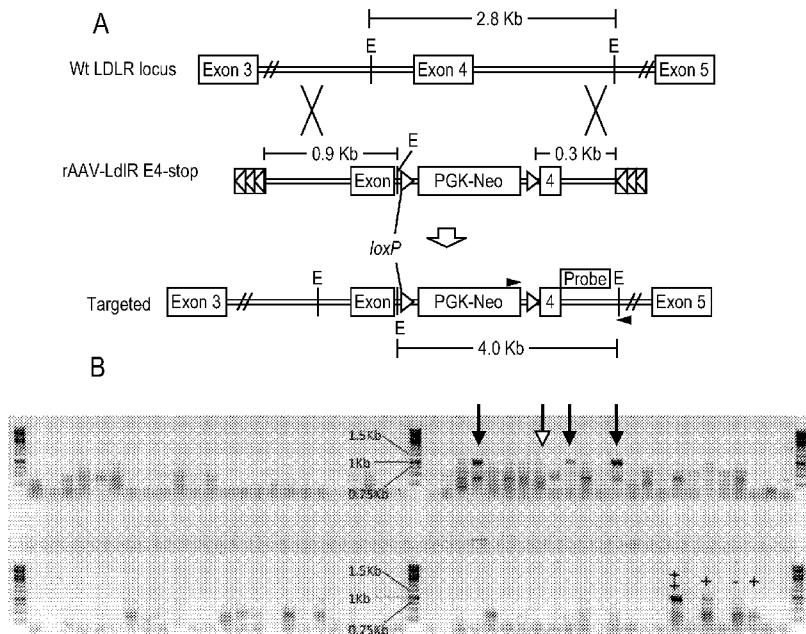 A
2.8 Kb
E E
Wt LDLR locus Exon 3 Exon 4 Exon 5
0.9 Kb E 0.3 Kb
rAAV-LdlR E4-stop Exon PGK-Neo 4
loxP
Probe
E E
Targeted Exon 3 Exon PGK-Neo 4 Exon 5
E
4.0 Kb
B
1.5Kb
1Kb
0.75Kb
1.5Kb
+ + + - +
1Kb
0.75Kb